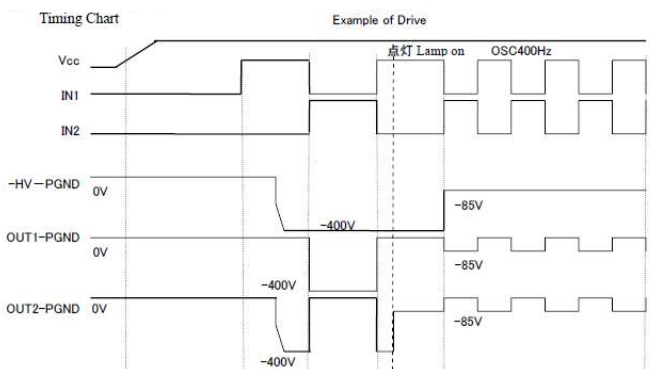 Timing Chart
Example of Drive
点灯 Lamp on
OSC400Hz
Vcc
IN1
IN2
-HV-PGND
0V
-85V
-400V
OUT1-PGND
0V
-85V
-400V
OUT2-PGND
0V
-85V
-400V